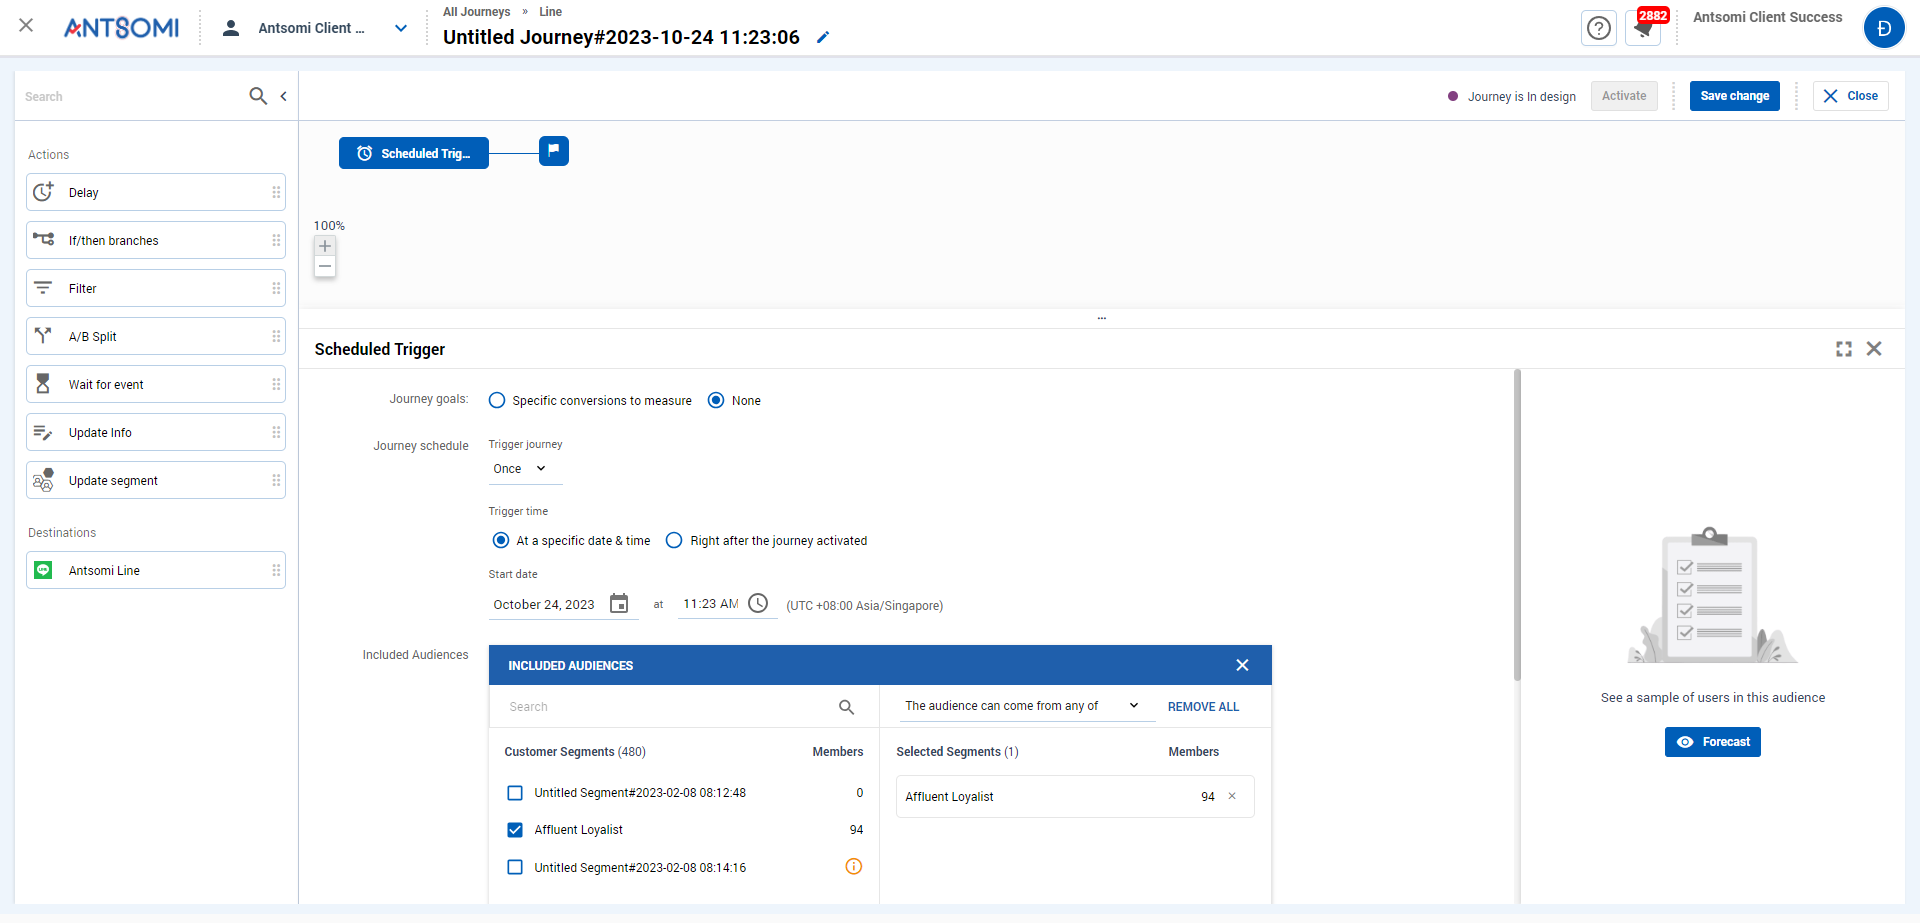 ANTSOMI
Antsomi Client ...
All Journeys » Line
Untitled Journey#2023-10-24 11:23:06
2882
Antsomi Client Success
Đ
Search
Journey is In design
Activate
Save change
Close
Actions
Delay
If/then branches
Filter
A/B Split
Wait for event
Update Info
Update segment
Destinations
Antsomi Line
Scheduled Trig...
100%
...
Scheduled Trigger
Journey goals:
Specific conversions to measure
None
Journey schedule
Trigger journey
Once
Trigger time
At a specific date & time
Right after the journey activated
Start date
October 24, 2023
at
11:23 AM
(UTC +08:00 Asia/Singapore)
Included Audiences
INCLUDED AUDIENCES
Search
The audience can come from any of
REMOVE ALL
Customer Segments (480)
Members
Selected Segments (1)
Members
Untitled Segment#2023-02-08 08:12:48
0
Affluent Loyalist
94
Affluent Loyalist
94
Untitled Segment#2023-02-08 08:14:16
See a sample of users in this audience
Forecast